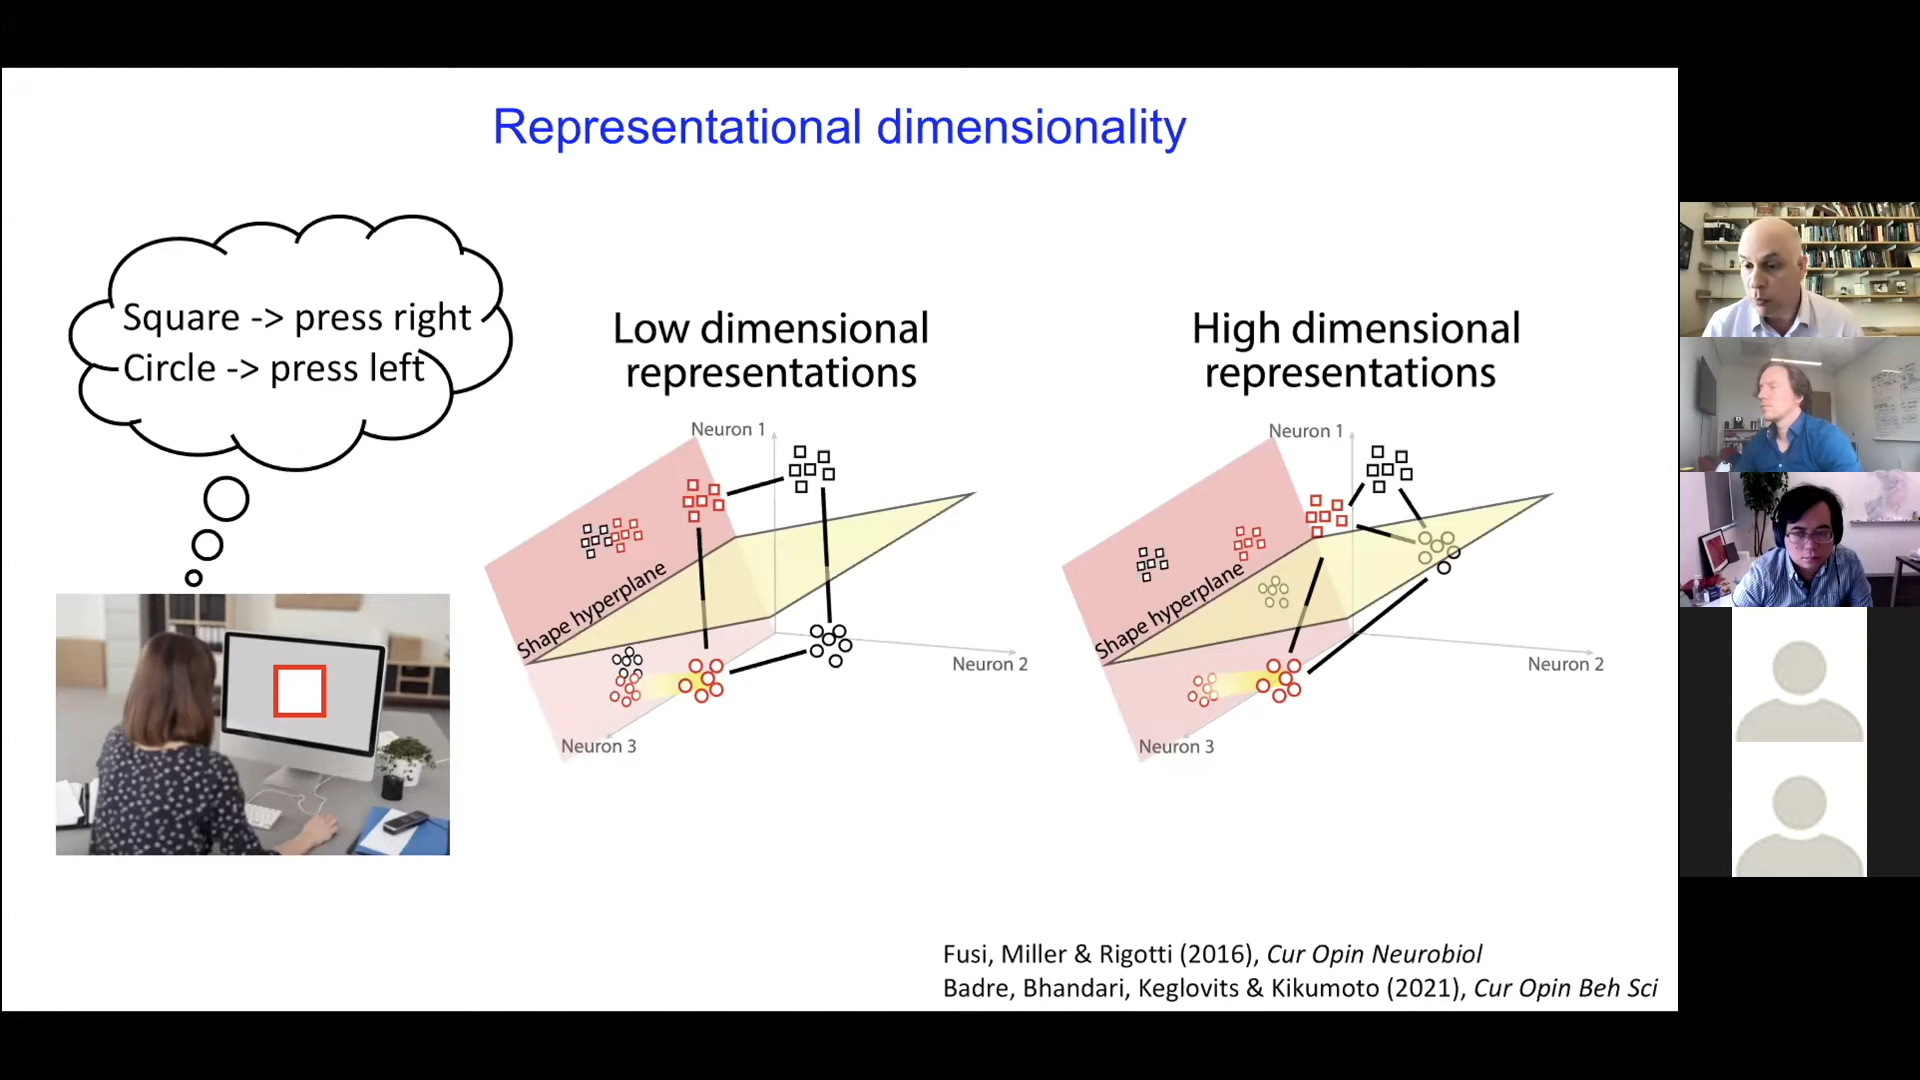 Representational dimensionality
Square -> press right
Circle -> press left
Low dimensional
representations
Neuron 1
Shape hyperplane
Neuron 2
Neuron 3
High dimensional
representations
Neuron 1
Shape hyperplane
Neuron 2
Neuron 3
Fusi, Miller & Rigotti (2016), Cur Opin Neurobiol
Badre, Bhandari, Keglovits & Kikumoto (2021), Cur Opin Beh Sci